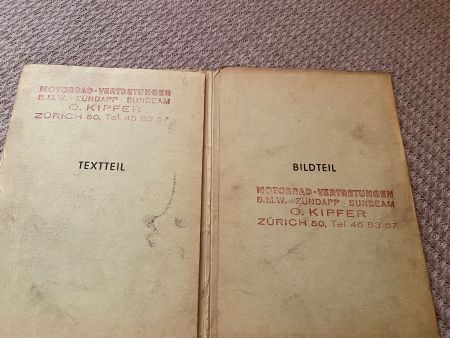 MOTORRAD-VERTRETUNGEN
B.M.W. - ZÜNDAPP - SUNBEAM
O. KIPFER
ZÜRICH 50, Tel. 46 83 57
TEXTTEIL
BILDTEIL
MOTORRAD-VERTRETUNGEN
B.M.W. - ZÜNDAPP - SUNBEAM
O. KIPFER
ZÜRICH 50, Tel. 46 83 57